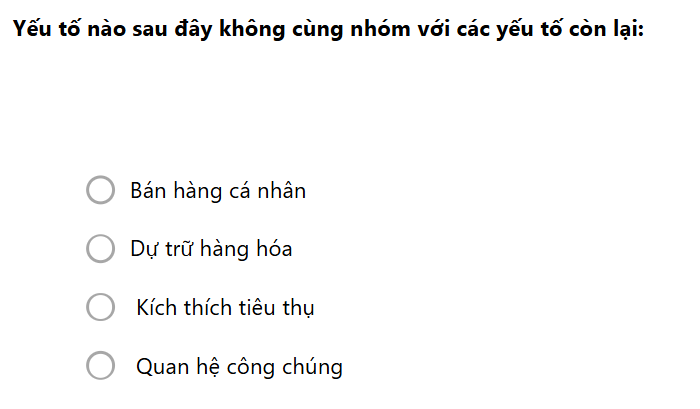 Yếu tố nào sau đây không cùng nhóm với các yếu tố còn lại:
Bán hàng cá nhân
Dự trữ hàng hóa
Kích thích tiêu thụ
Quan hệ công chúng